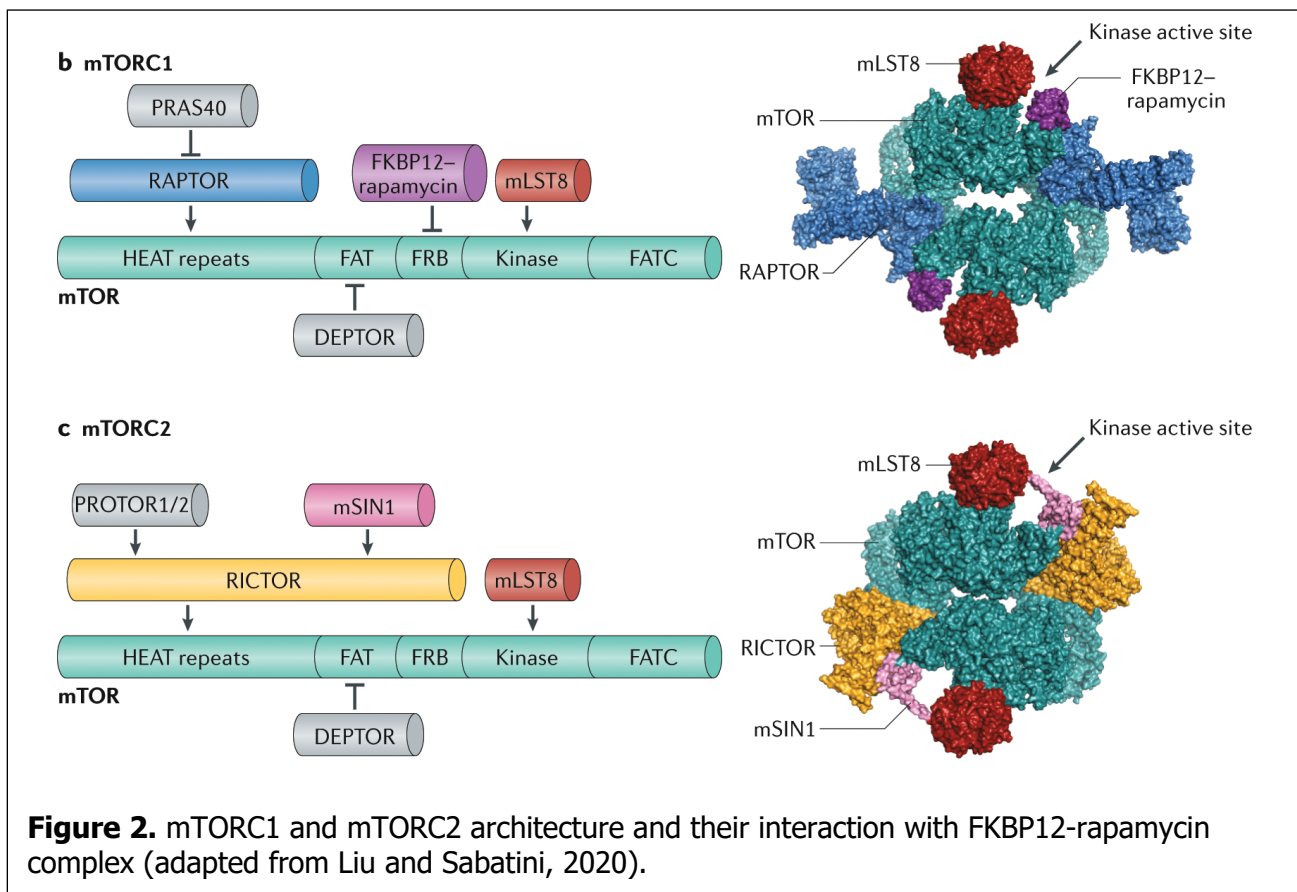 b mTORC1
PRAS40
RAPTOR
FKBP12–
rapamycin
mLST8
HEAT repeats
FAT
FRB
Kinase
FATC
mTOR
DEPTOR
Kinase active site
mLST8
FKBP12–
rapamycin
mTOR
RAPTOR
c mTORC2
PROTOR1/2
mSIN1
RICTOR
mLST8
HEAT repeats
FAT
FRB
Kinase
FATC
mTOR
DEPTOR
Kinase active site
mLST8
mTOR
RICTOR
mSIN1
Figure 2. mTORC1 and mTORC2 architecture and their interaction with FKBP12-rapamycin
complex (adapted from Liu and Sabatini, 2020).